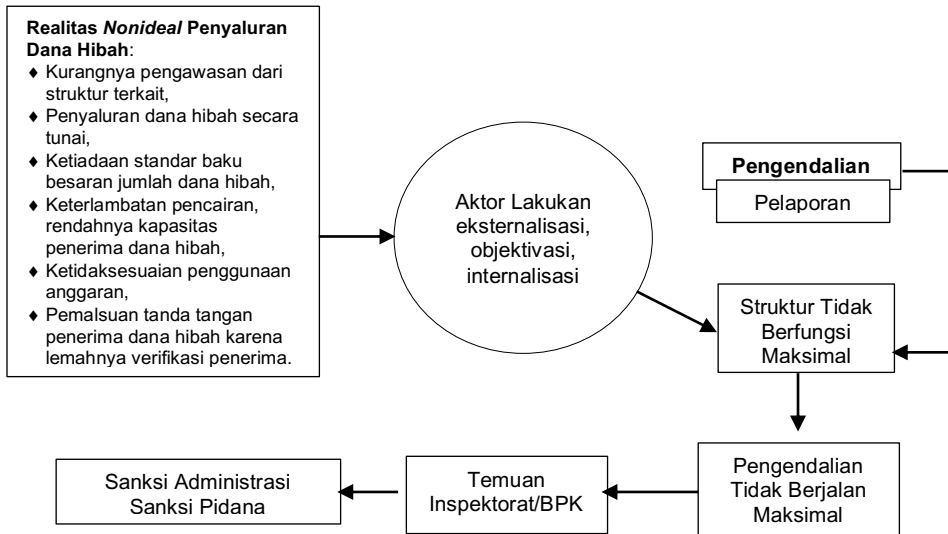 Realitas Nonideal Penyaluran
Dana Hibah:
♦ Kurangnya pengawasan dari
struktur terkait,
♦ Penyaluran dana hibah secara
tunai,
♦ Ketiadaan standar baku
besaran jumlah dana hibah,
♦ Keterlambatan pencairan,
rendahnya kapasitas
penerima dana hibah,
♦ Ketidaksesuaian penggunaan
anggaran,
♦ Pemalsuan tanda tangan
penerima dana hibah karena
lemahnya verifikasi penerima.
Aktor Lakukan
eksternalisasi,
objektivasi,
internalisasi
Pengendalian
Pelaporan
Struktur Tidak
Berfungsi
Maksimal
Pengendalian
Tidak Berjalan
Maksimal
Temuan
Inspektorat/BPK
Sanksi Administrasi
Sanksi Pidana